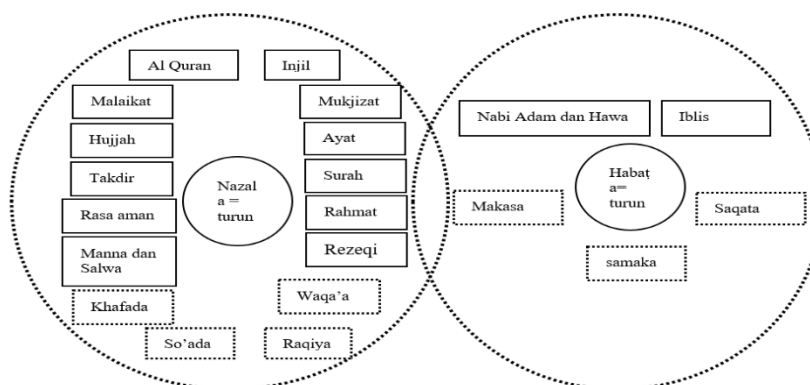 Al Quran
Injil
Malaikat
Mukjizat
Hujjah
Ayat
Takdir
Surah
Rasa aman
Rahmat
Manna dan
Salwa
Rezeqi
Khafada
Waqa’a
So’ada
Raqiya
Nazal
a =
turun
Nabi Adam dan Hawa
Iblis
Habaṭ
a=
turun
Makasa
Saqata
samaka